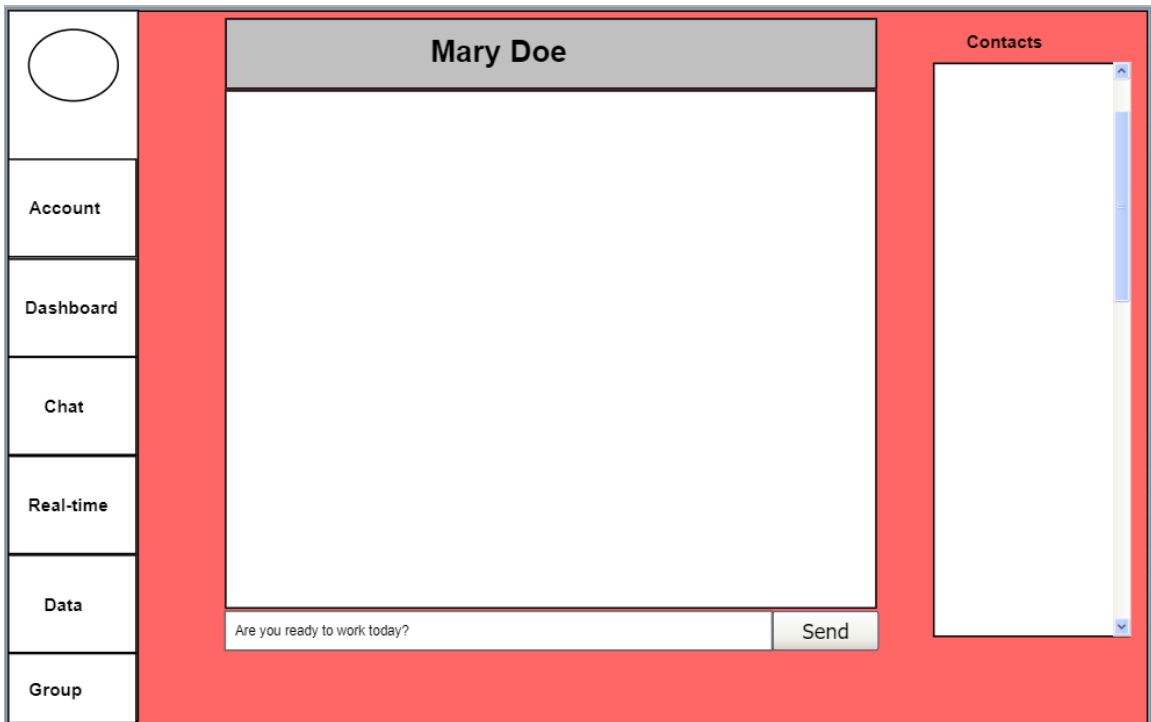 Mary Doe
Contacts
Account
Dashboard
Chat
Real-time
Data
Group
Are you ready to work today?
Send